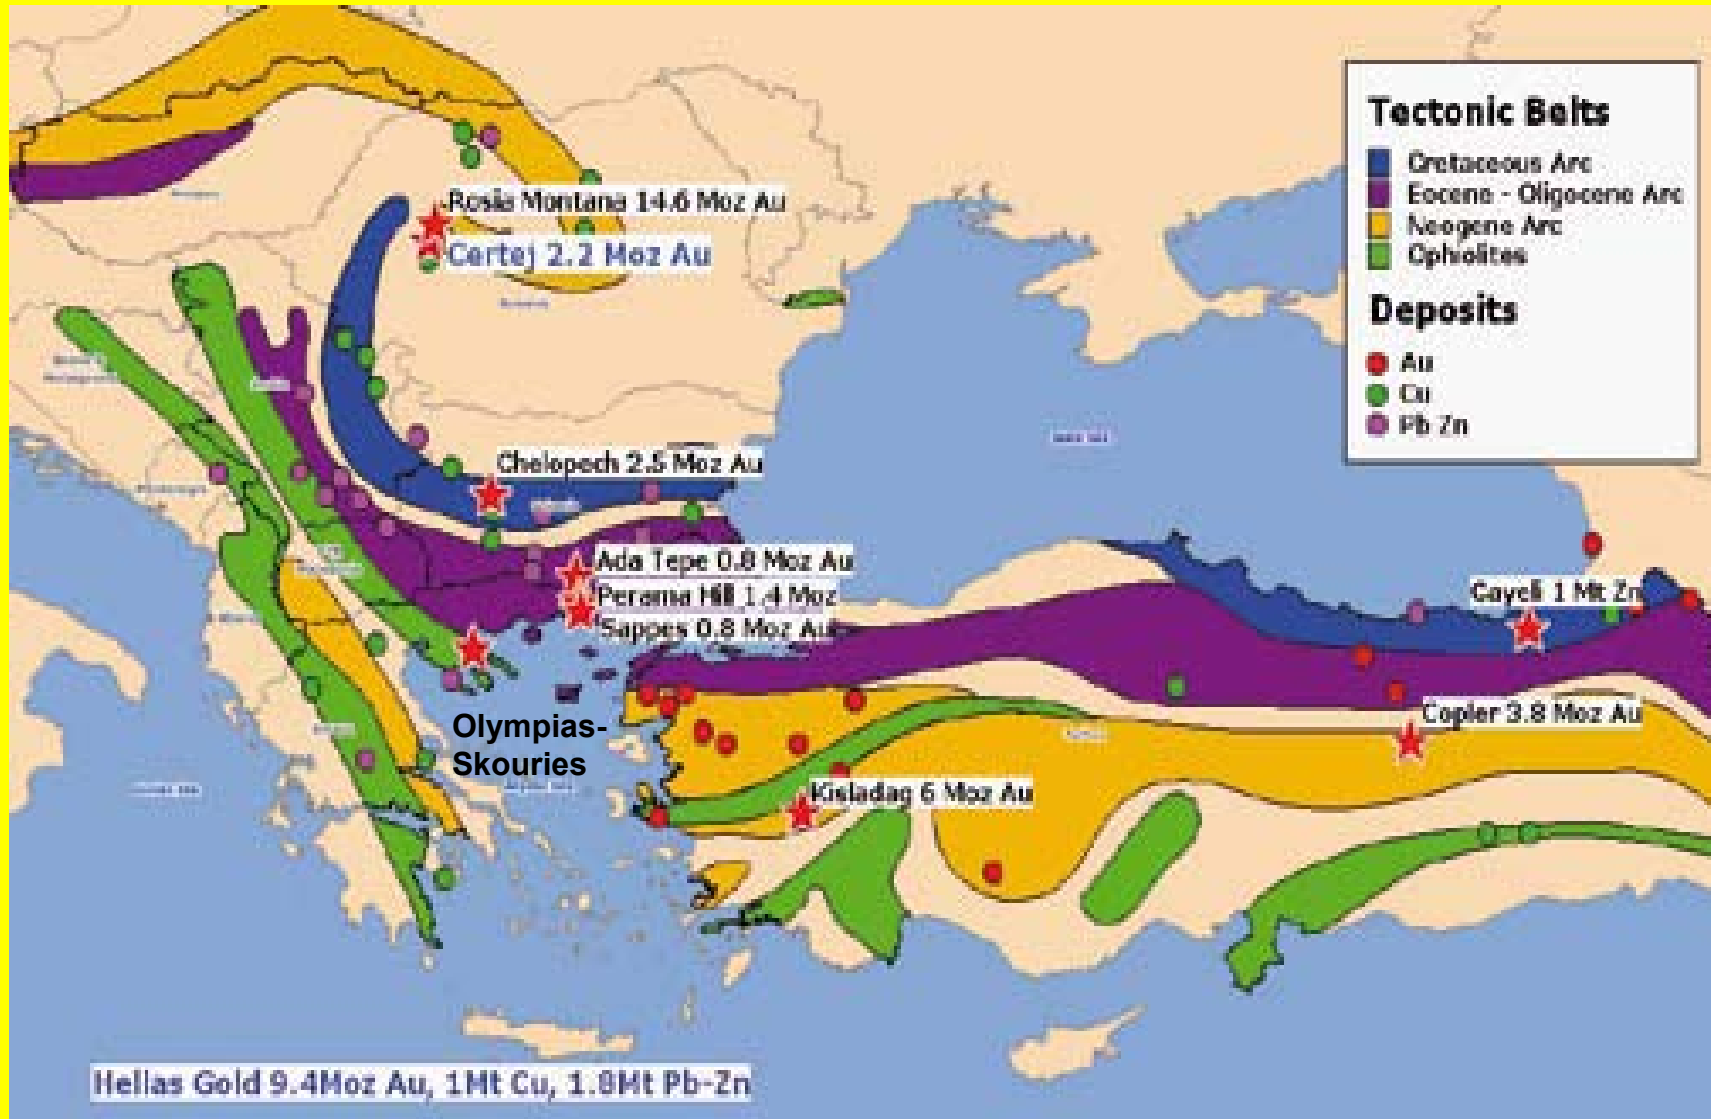 Tectonic Belts
Cretaceous Arc
Eocene - Oligocene Arc
Neogene Arc
Ophiolites
Deposits
Au
Cu
Pb Zn
Rosia Montana 14.6 Moz Au
Certej 2.2 Moz Au
Chelopech 2.5 Moz Au
Ada Tepe 0.8 Moz Au
Perama Hill 1.4 Moz
Sappes 0.8 Moz Au
Cayeli 1 Mt Zn
Copler 3.8 Moz Au
Olympias-
Skouries
Kisladag 6 Moz Au
Hellas Gold 9.4Moz Au, 1Mt Cu, 1.8Mt Pb-Zn